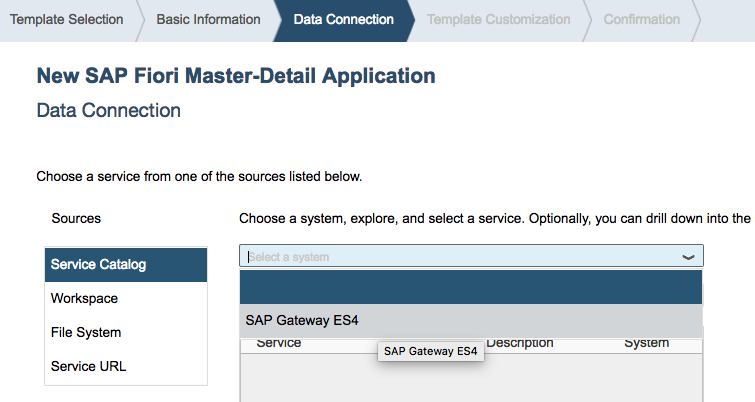 Template Selection Basic Information Data Connection Template Customization Confirmation
New SAP Fiori Master-Detail Application
Data Connection
Choose a service from one of the sources listed below.
Sources
Choose a system, explore, and select a service. Optionally, you can drill down into the
Service Catalog
Workspace
File System
Service URL
Select a system
SAP Gateway ES4
Service Description System
SAP Gateway ES4